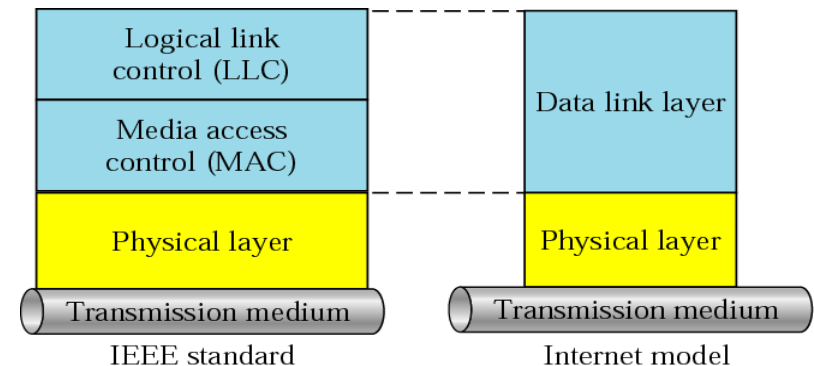 Logical link
control (LLC)
Media access
control (MAC)
Physical layer
Transmission medium
IEEE standard
Data link layer
Physical layer
Transmission medium
Internet model